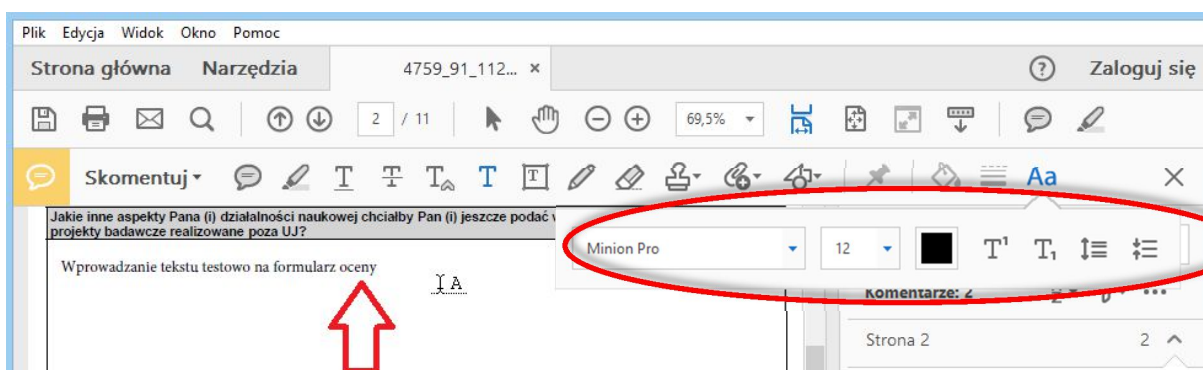 Plik Edycja Widok Okno Pomoc
Strona główna Narzędzia 4759_91_112... × Zaloguj się
2 / 11 69,5%
Skomentuj Aa
Jakie inne aspekty Pana (i) działalności naukowej chciałby Pan (i) jeszcze podać
projekty badawcze realizowane poza UJ?
Minion Pro 12 T¹ T₁
Wprowadzanie tekstu testowo na formularz oceny
Komentarze: 2
Strona 2 2